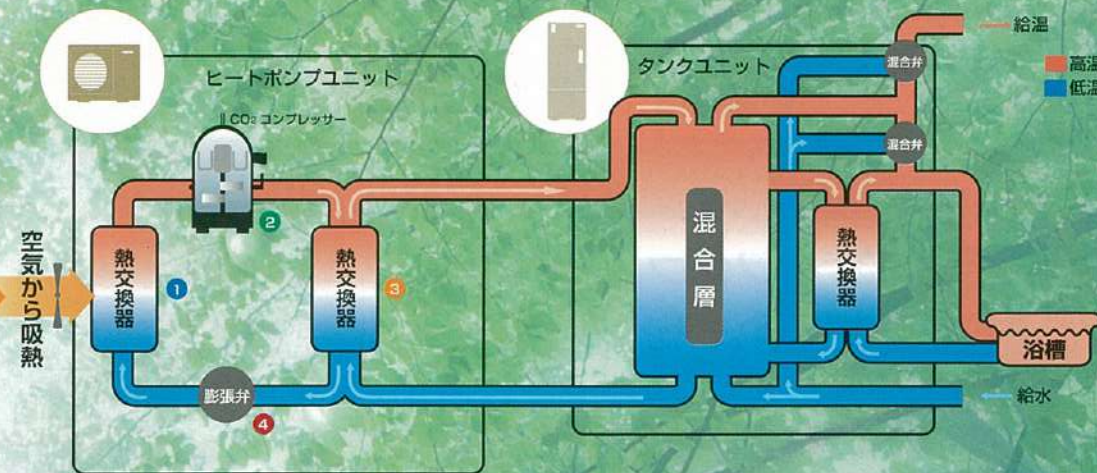 給温
混合弁
高温
低温
タンクユニット
ヒートポンプユニット
CO₂ コンプレッサー
混合弁
2
空気から吸熱
熱交換器
1
熱交換器
3
混合層
熱交換器
浴槽
膨張弁
4
給水